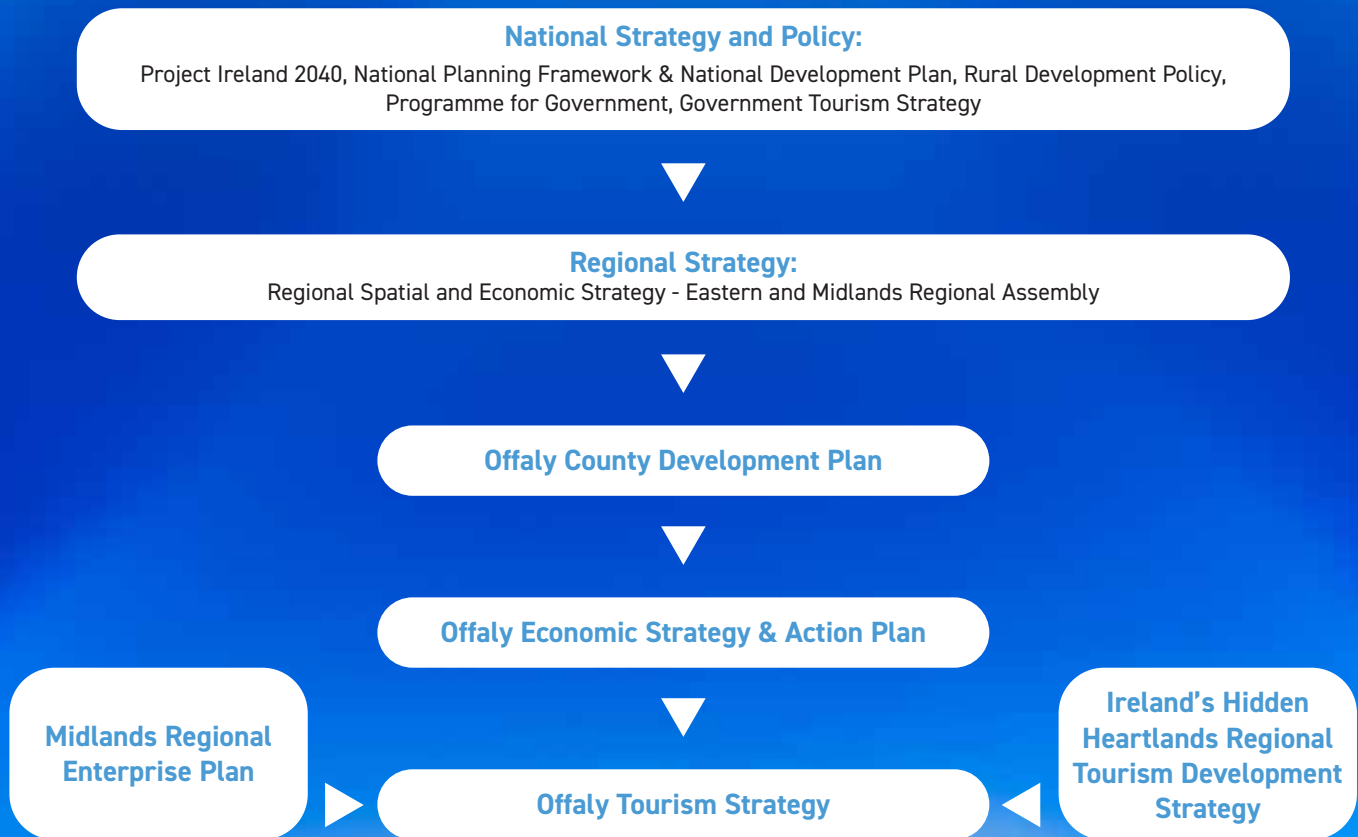 National Strategy and Policy:
Project Ireland 2040, National Planning Framework & National Development Plan, Rural Development Policy,
Programme for Government, Government Tourism Strategy
Regional Strategy:
Regional Spatial and Economic Strategy - Eastern and Midlands Regional Assembly
Offaly County Development Plan
Offaly Economic Strategy & Action Plan
Midlands Regional
Enterprise Plan
Offaly Tourism Strategy
Ireland's Hidden
Heartlands Regional
Tourism Development
Strategy